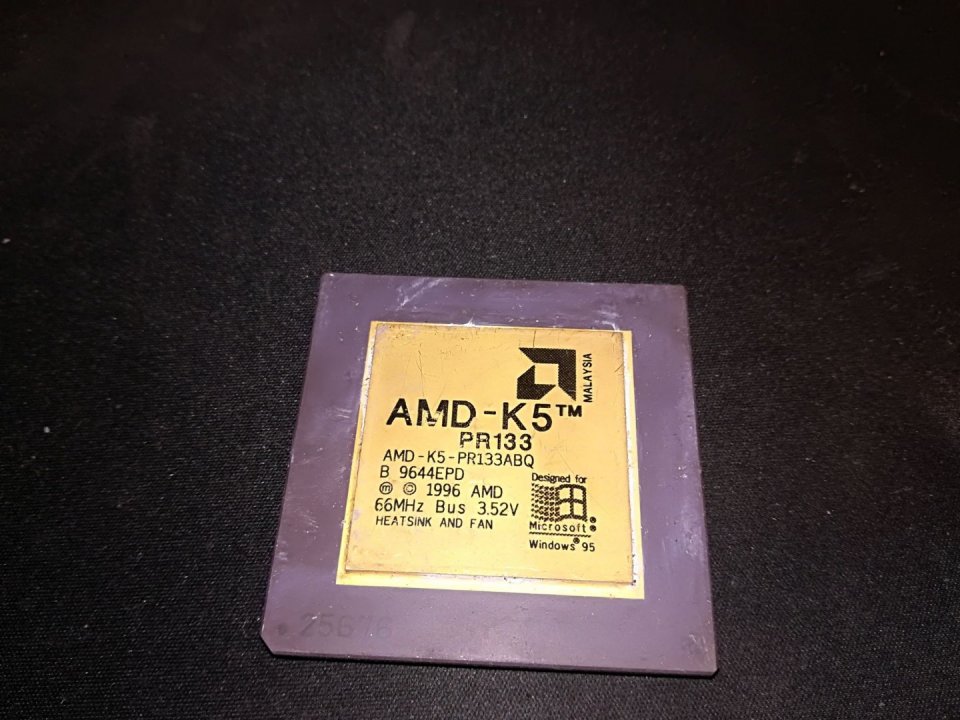 MALAYSIA
AMD-K5™
PR133
AMD-K5-PR133ABQ
B 9644EPD
Ⓜ © 1996 AMD
66MHz Bus 3.52V
HEATSINK AND FAN
Designed for
Microsoft®
Windows® 95